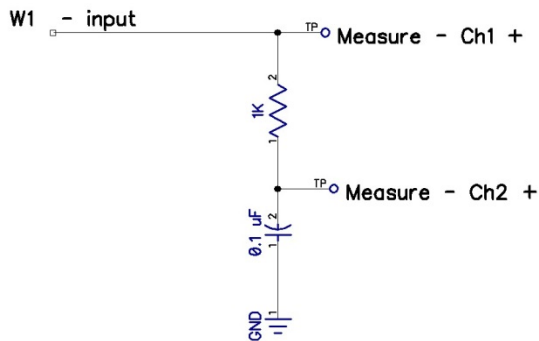 W1 - input
TP Measure - Ch1 +
2
1K
1
TP Measure - Ch2 +
2
0.1 uF
1
1
GND